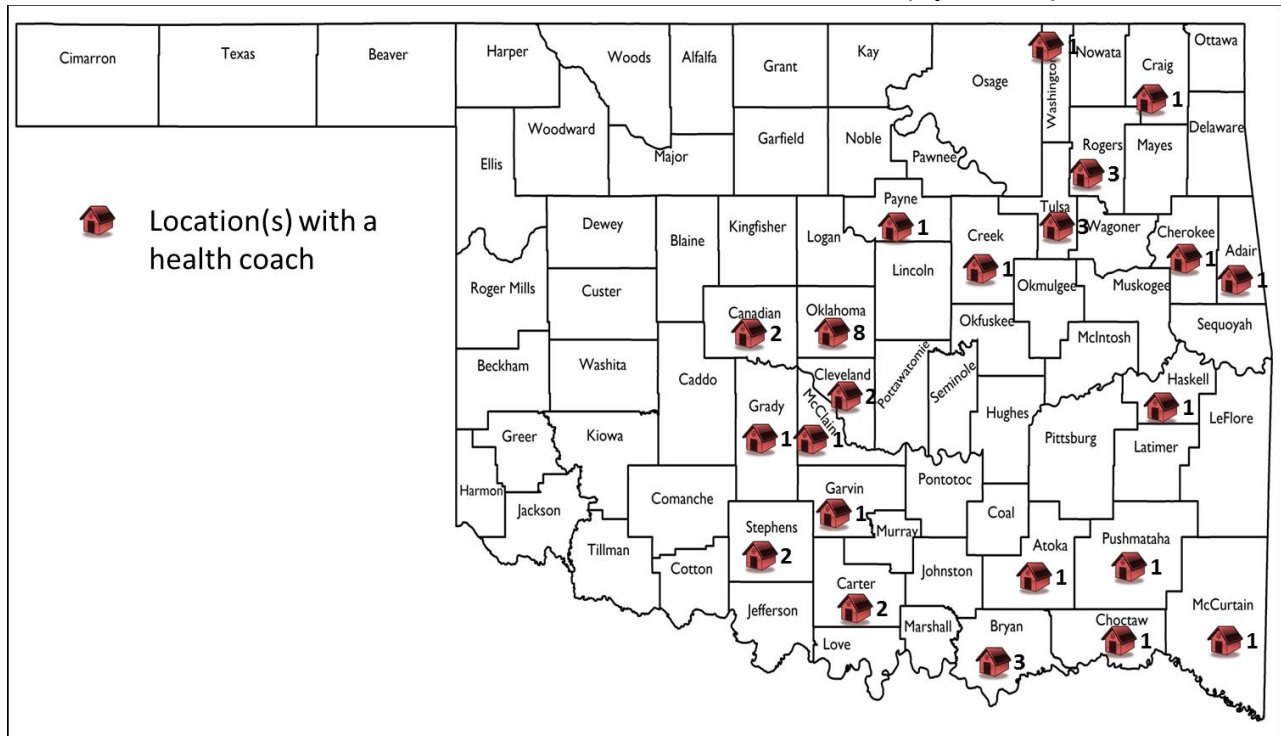 Cimarron
Texas
Beaver
Harper
Woods
Alfalfa
Grant
Kay
Osage
Washington
1
Nowata
Craig
1
Ottawa
Woodward
Ellis
Major
Garfield
Noble
Pawnee
Rogers
3
Mayes
Delaware
Location(s) with a
health coach
Dewey
Blaine
Kingfisher
Logan
Payne
1
Creek
1
Tulsa
3
Wagoner
Cherokee
1
Adair
1
Roger Mills
Custer
Canadian
2
Oklahoma
8
Lincoln
Okmulgee
Muskogee
Okfuskee
McIntosh
Sequoyah
Beckham
Washita
Caddo
Grady
1
McClain
1
Cleveland
2
Pottawatomie
Seminole
Hughes
Pittsburg
Haskell
1
Latimer
LeFlore
Greer
Kiowa
Harmon
Jackson
Comanche
Tillman
Cotton
Stephens
2
Garvin
1
Murray
Pontotoc
Coal
Atoka
1
Pushmataha
1
Jefferson
Carter
2
Johnston
Love
Marshall
Bryan
3
Choctaw
1
McCurtain
1